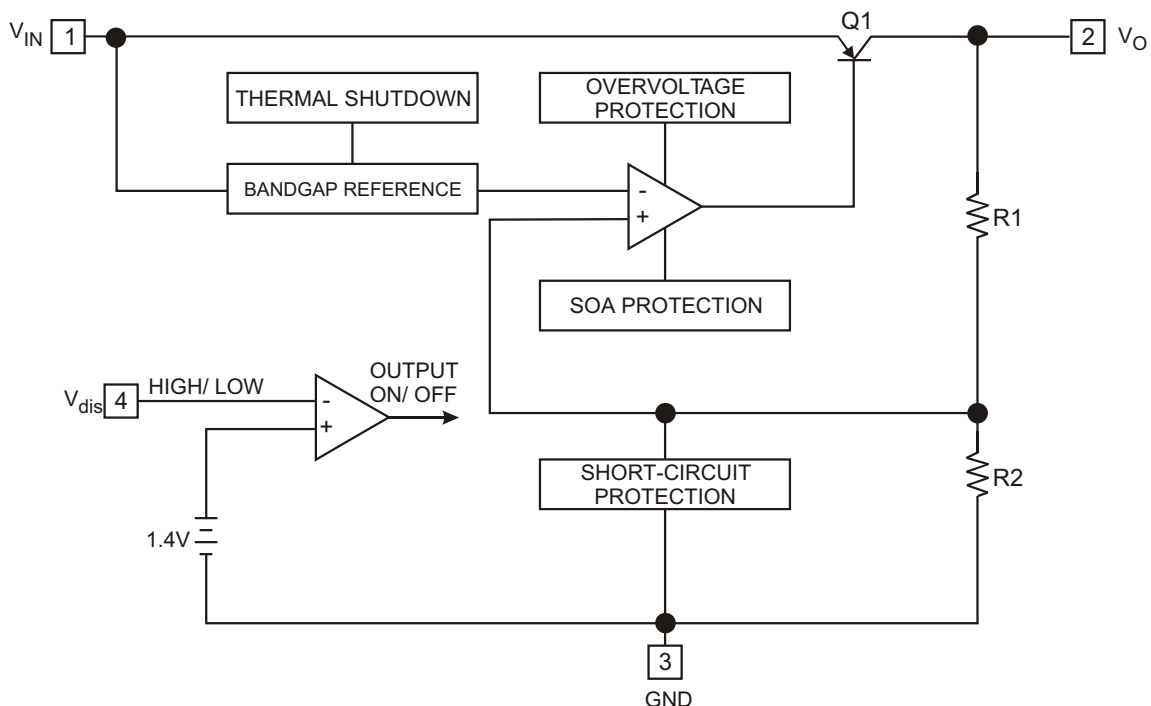 Q1
VIN 1
2 VO
THERMAL SHUTDOWN
OVERVOLTAGE
PROTECTION
BANDGAP REFERENCE
-
+
R1
SOA PROTECTION
Vdis 4
HIGH/ LOW
OUTPUT
ON/ OFF
-
+
SHORT-CIRCUIT
PROTECTION
R2
1.4V
3
GND